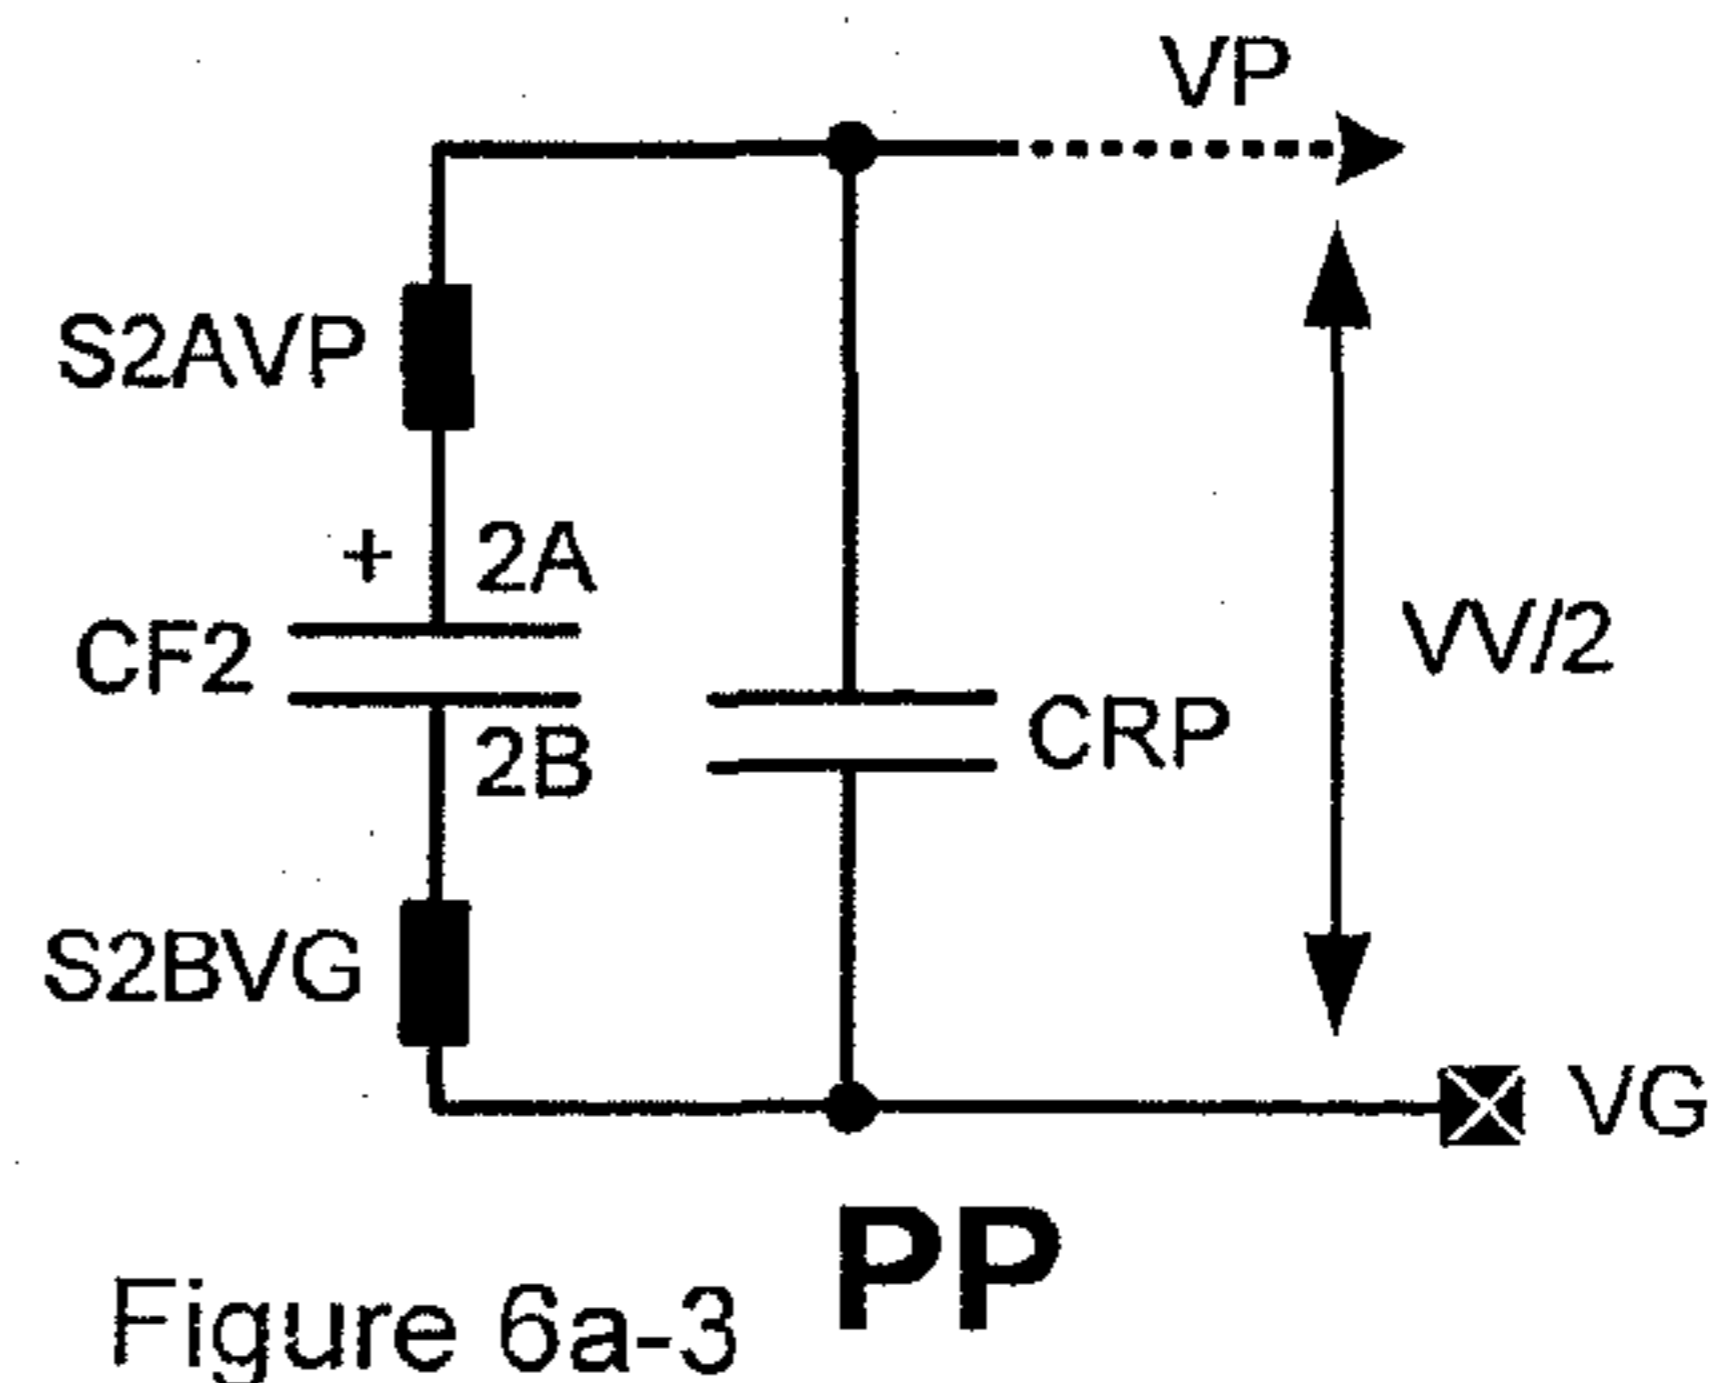 VP
S2AVP
+ 2A
CF2
VV/2
CRP
2B
S2BVG
VG
PP
Figure 6a-3